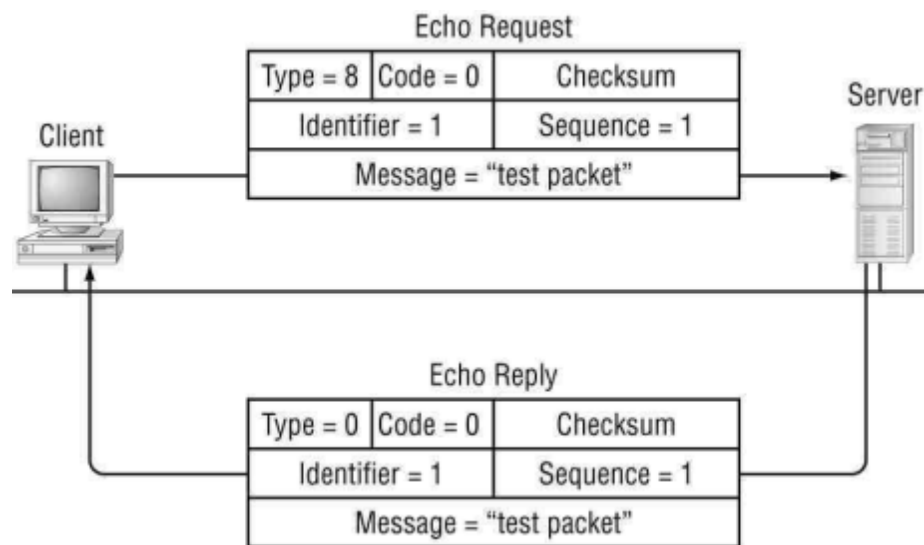 Echo Request
Type = 8 Code = 0 Checksum
Server
Identifier = 1 Sequence = 1
Client
Message = “test packet”
Echo Reply
Type = 0 Code = 0 Checksum
Identifier = 1 Sequence = 1
Message = “test packet”